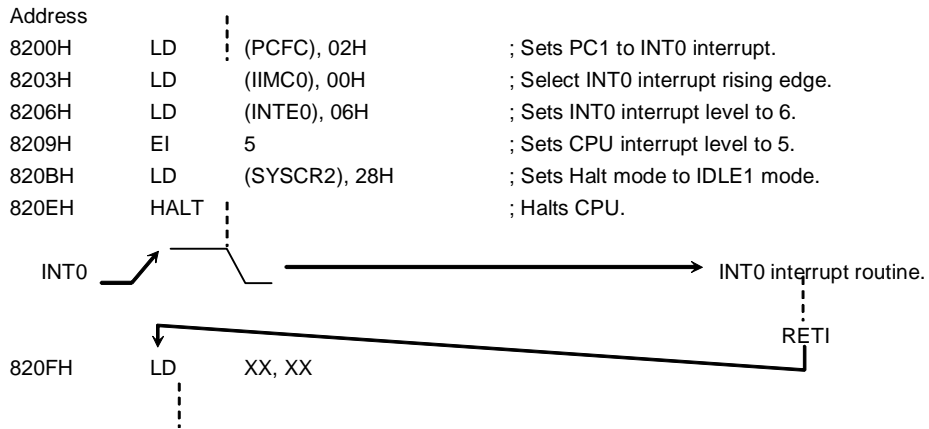 Address
8200H LD (PCFC), 02H ; Sets PC1 to INT0 interrupt.
8203H LD (IIMC0), 00H ; Select INT0 interrupt rising edge.
8206H LD (INTE0), 06H ; Sets INT0 interrupt level to 6.
8209H EI 5 ; Sets CPU interrupt level to 5.
820BH LD (SYSCR2), 28H ; Sets Halt mode to IDLE1 mode.
820EH HALT ; Halts CPU.
INT0 INT0 interrupt routine.
RETI
820FH LD XX, XX